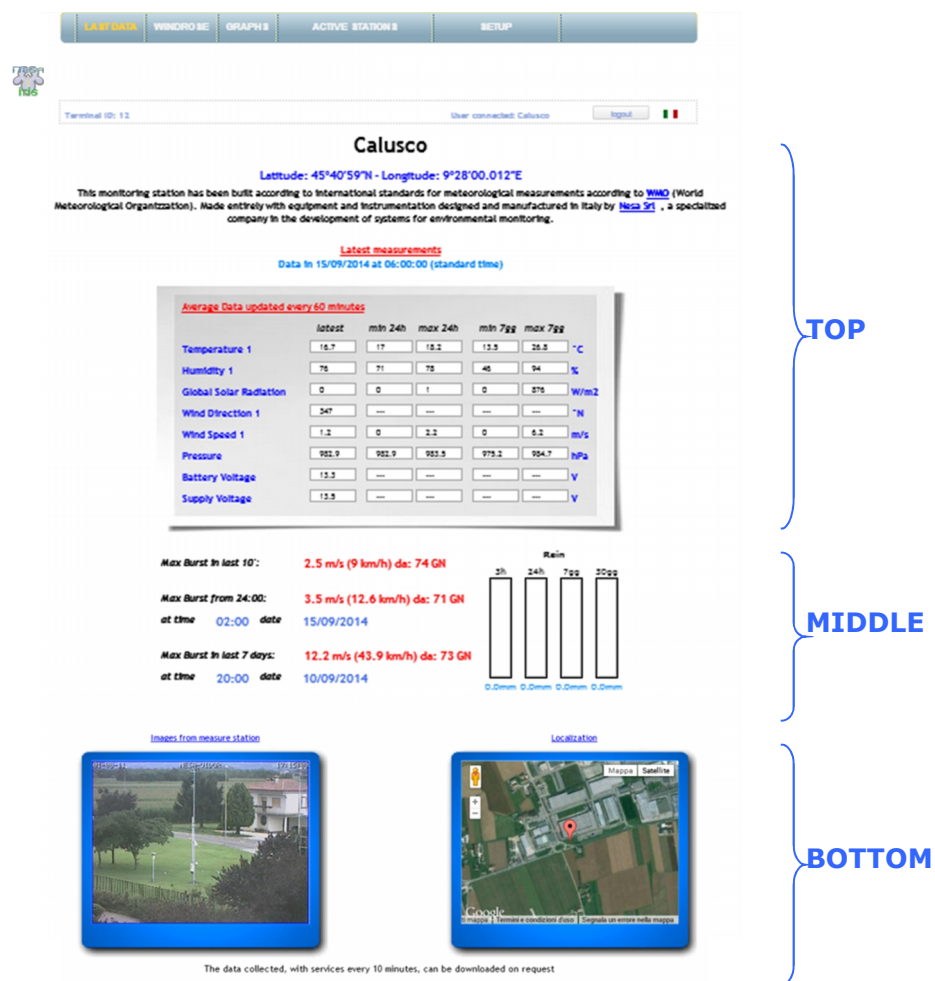 LAST DATA WINDROSE GRAPHS ACTIVE STATIONS SETUP
Iris
Terminal ID: 12 User connected: Calusco logout
Calusco
Latitude: 45°40'59"N - Longitude: 9°28'00.012"E
This monitoring station has been built according to international standards for meteorological measurements according to WMO (World
Meteorological Organtzzation). Made entirely with equipment and instrumentation designed and manufactured in Italy by Nesa Srl , a specialized
company in the development of systems for environmental monitoring.
Latest measurements
Data in 15/09/2014 at 06:00:00 (standard time)
Average Data updated every 60 minutes
latest min 24h max 24h min 7gg max 7gg
Temperature 1 16.7 17 18.2 13.5 26.8 °C
Humidity 1 76 71 78 46 94 %
Global Solar Radiation 0 0 1 0 876 W/m2
Wind Direction 1 347 --- --- --- --- °N
Wind Speed 1 1.2 0 2.2 0 6.2 m/s
Pressure 982.9 982.9 983.5 975.2 984.7 hPa
Battery Voltage 13.3 --- --- --- --- V
Supply Voltage 13.5 --- --- --- --- V
TOP
Max Burst in last 10': 2.5 m/s (9 km/h) da: 74 GN
Max Burst from 24:00: 3.5 m/s (12.6 km/h) da: 71 GN
at time 02:00 date 15/09/2014
Max Burst in last 7 days: 12.2 m/s (43.9 km/h) da: 73 GN
at time 20:00 date 10/09/2014
Rain
3h 24h 7gg 30gg
0.0mm 0.0mm 0.0mm 0.0mm
MIDDLE
Images from measure station
Localization
Mappa Satellite
+
−
Google
mappa Termini e condizioni d'uso Segnala un errore nella mappa
BOTTOM
The data collected, with services every 10 minutes, can be downloaded on request